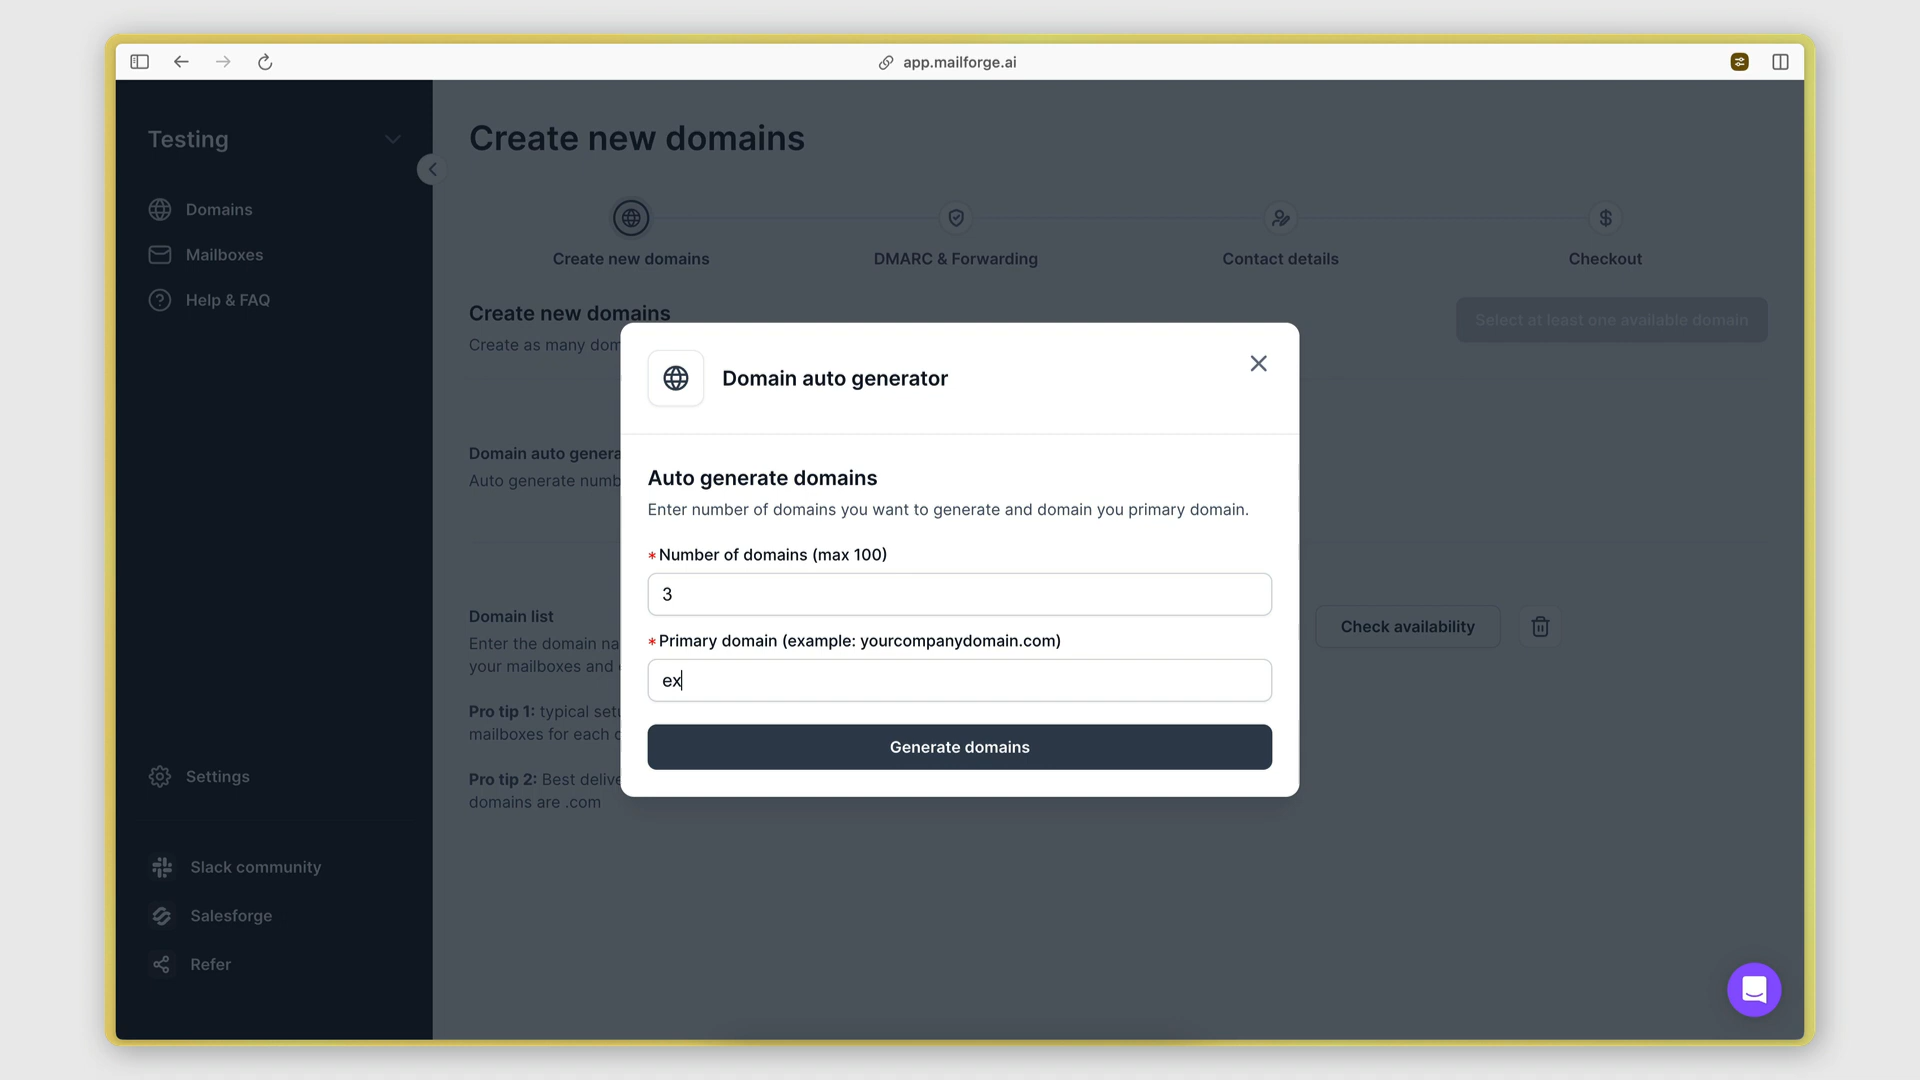 app.mailforge.ai
Testing
Domains
Mailboxes
Help & FAQ
Settings
Slack community
Salesforge
Refer
Create new domains
Create new domains
DMARC & Forwarding
Contact details
Checkout
Create new domains
Create as many dom
Select at least one available domain
Domain auto genera
Auto generate numb
Domain list
Enter the domain na
your mailboxes and
Pro tip 1: typical setu
mailboxes for each
Pro tip 2: Best delive
domains are .com
Check availability
Domain auto generator
Auto generate domains
Enter number of domains you want to generate and domain you primary domain.
*Number of domains (max 100)
3
*Primary domain (example: yourcompanydomain.com)
ex
Generate domains